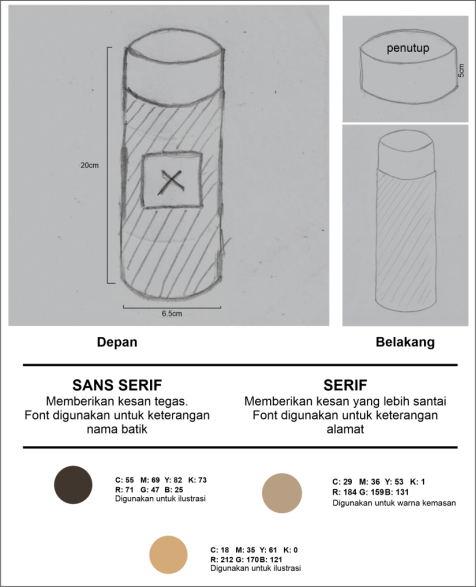 penutup
5cm
20cm
6.5cm
Depan
Belakang
SANS SERIF
Memberikan kesan tegas.
Font digunakan untuk keterangan
nama batik
SERIF
Memberikan kesan yang lebih santai
Font digunakan untuk keterangan
alamat
C: 55 M: 69 Y: 82 K: 73
R: 71 G: 47 B: 25
Digunakan untuk ilustrasi
C: 29 M: 36 Y: 53 K: 1
R: 184 G: 159B: 131
Digunakan untuk warna kemasan
C: 18 M: 35 Y: 61 K: 0
R: 212 G: 170B: 121
Digunakan untuk ilustrasi